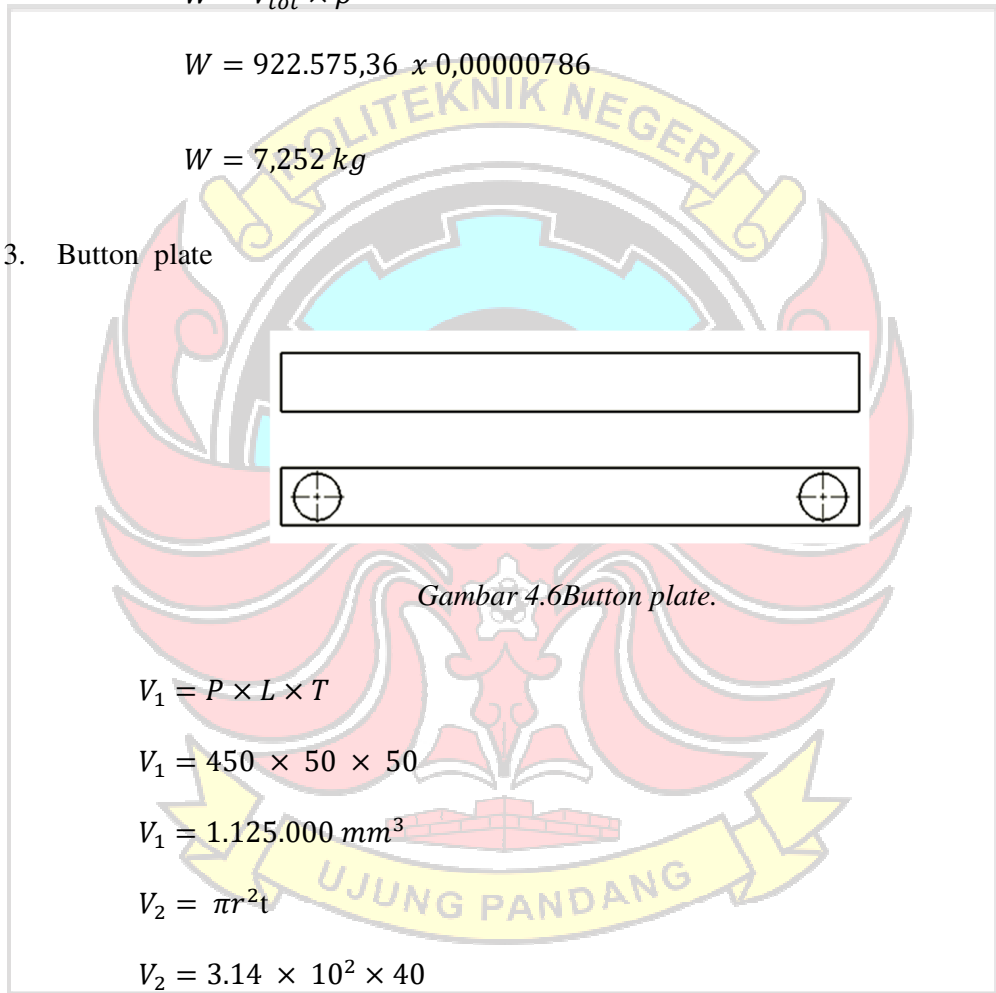 W = V_tot × ρ
W = 922.575,36 x 0,00000786
W = 7,252 kg
POLITEKNIK NEGERI
3. Button plate
Gambar 4.6Button plate.
V₁ = P × L × T
V₁ = 450 × 50 × 50
V₁ = 1.125.000 mm³
V₂ = πr²t
UJUNG PANDANG
V₂ = 3.14 × 10² × 40